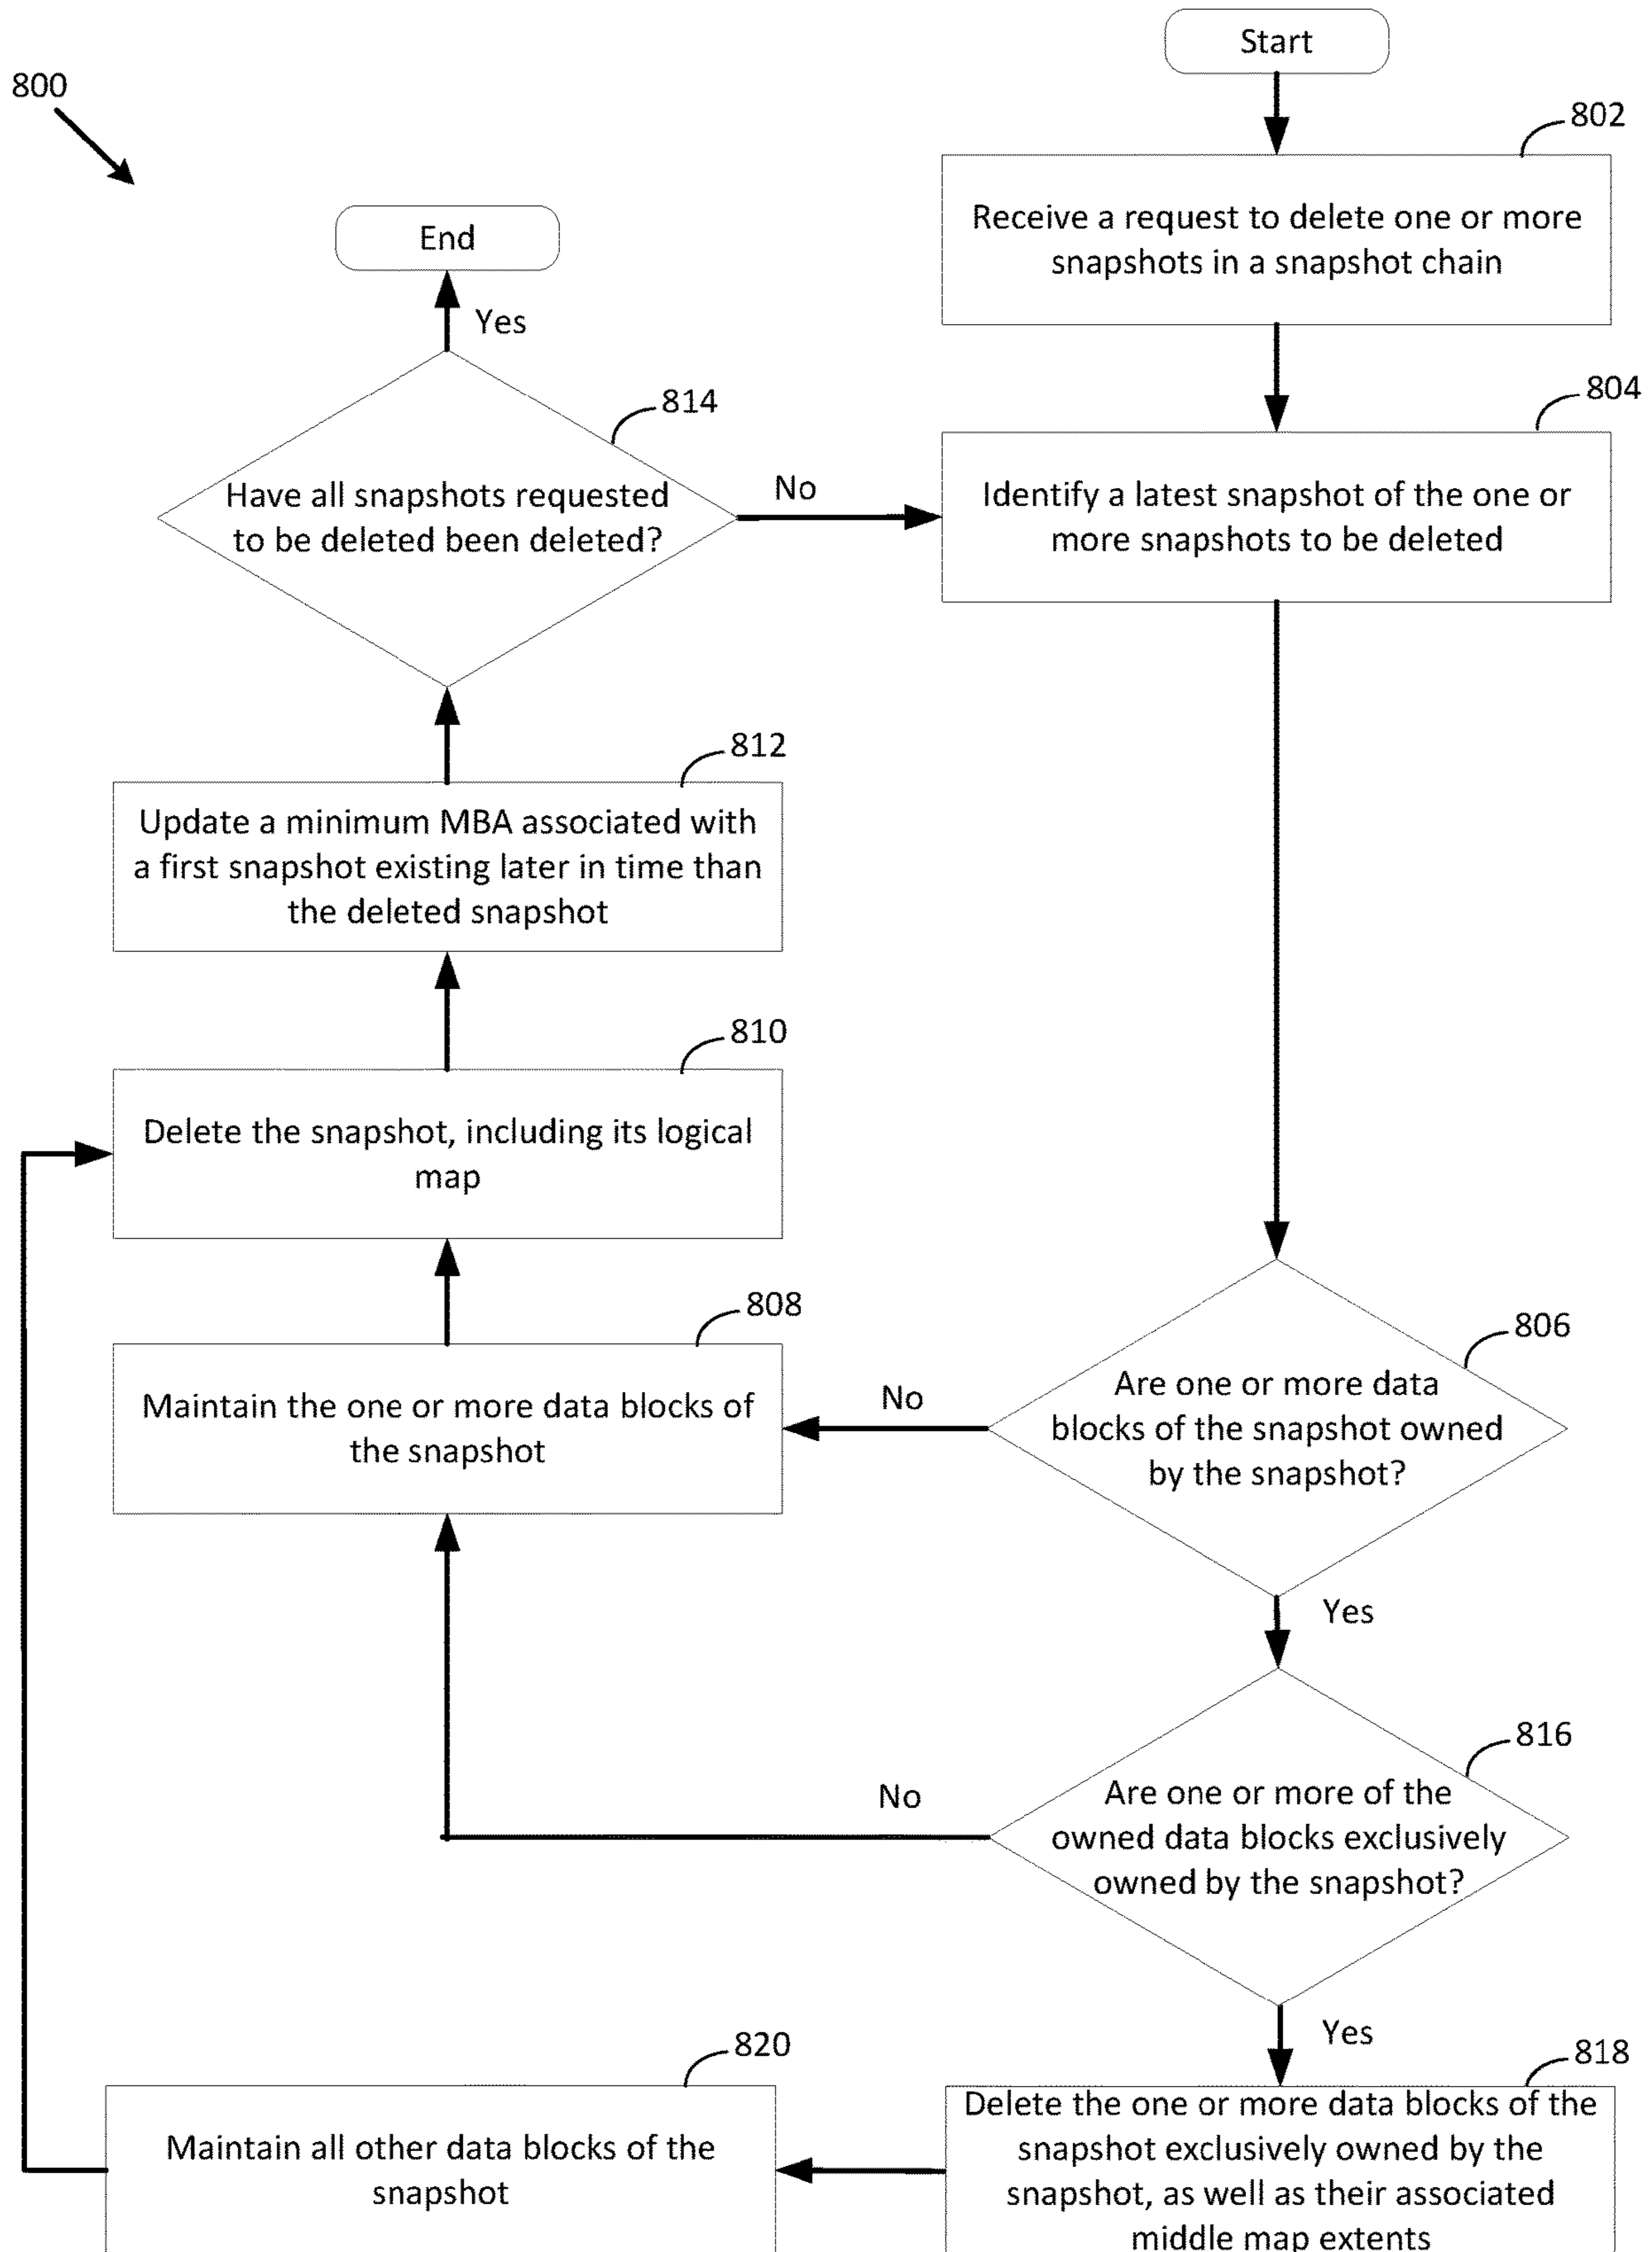 Start
800
802
Receive a request to delete one or more
snapshots in a snapshot chain
End
Yes
814
804
Have all snapshots requested
to be deleted been deleted?
No
Identify a latest snapshot of the one or
more snapshots to be deleted
812
Update a minimum MBA associated with
a first snapshot existing later in time than
the deleted snapshot
810
Delete the snapshot, including its logical
map
808
Maintain the one or more data blocks of
the snapshot
No
806
Are one or more data
blocks of the snapshot owned
by the snapshot?
Yes
816
No
Are one or more of the
owned data blocks exclusively
owned by the snapshot?
Yes
820
818
Maintain all other data blocks of the
snapshot
Delete the one or more data blocks of the
snapshot exclusively owned by the
snapshot, as well as their associated
middle map extents